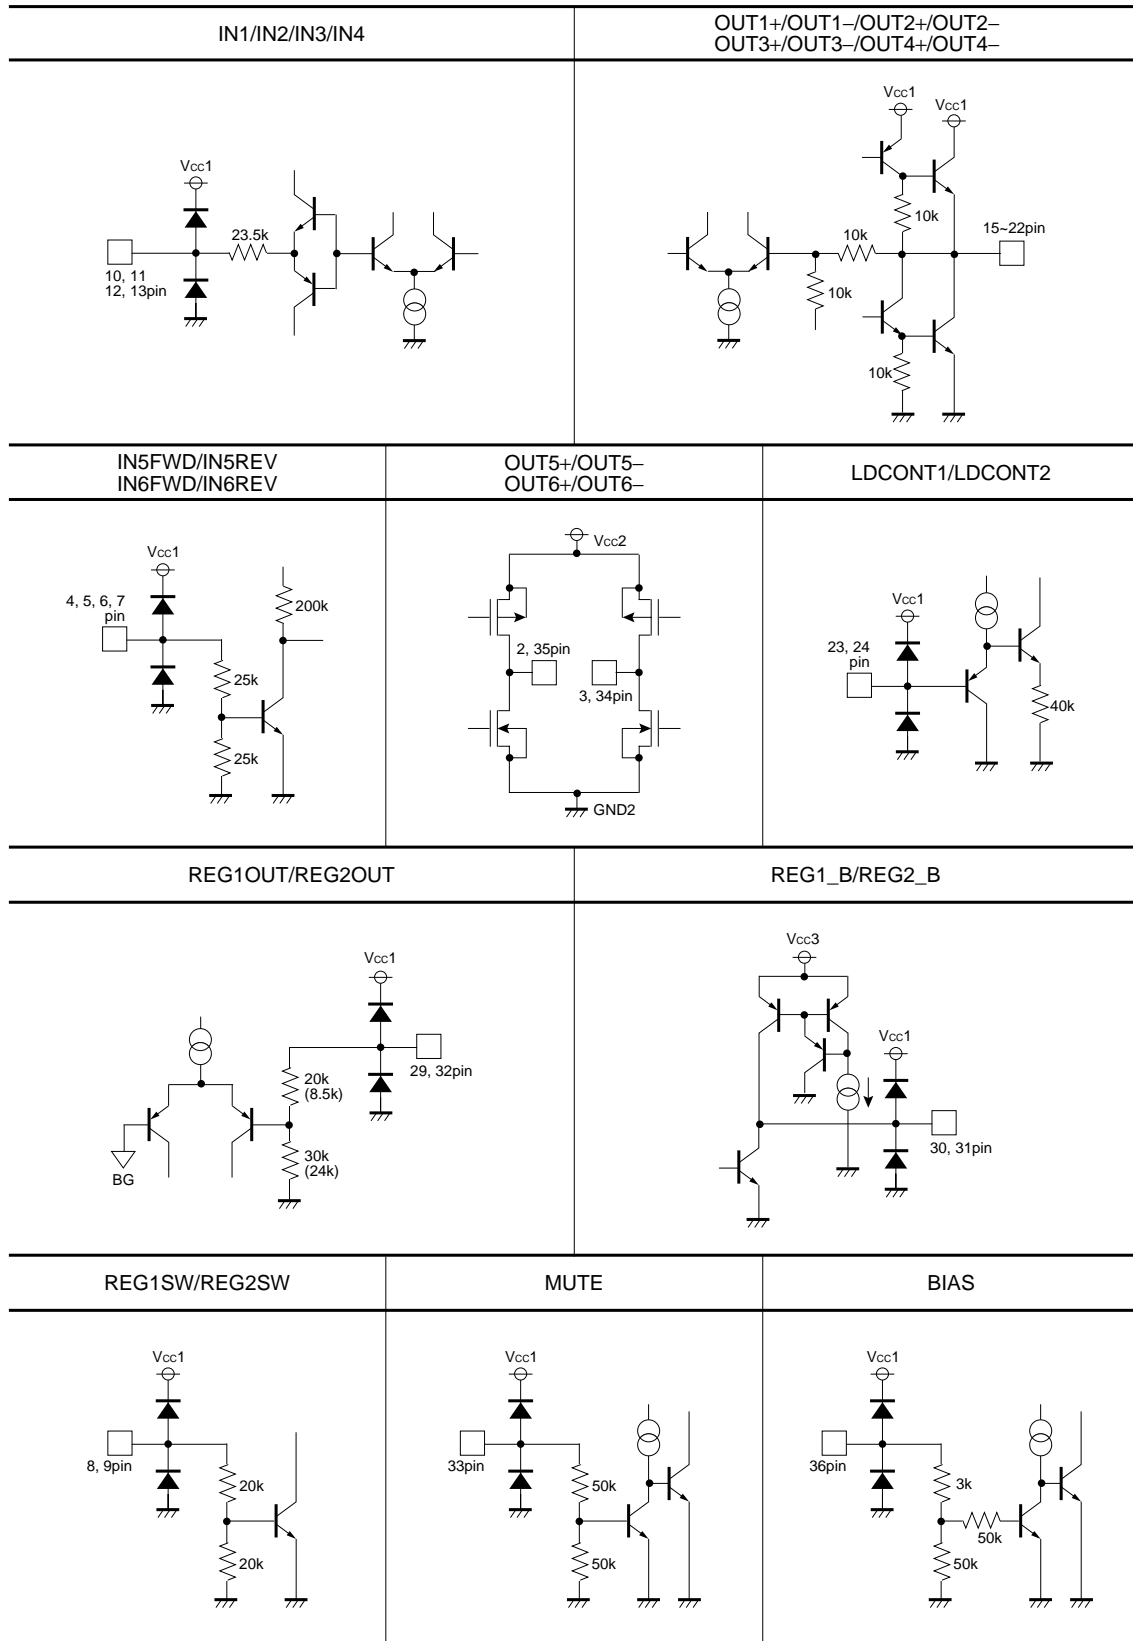 IN1/IN2/IN3/IN4
OUT1+/OUT1−/OUT2+/OUT2−
OUT3+/OUT3−/OUT4+/OUT4−
Vcc1
23.5k
10, 11
12, 13pin
Vcc1
Vcc1
10k
10k
15~22pin
10k
10k
IN5FWD/IN5REV
IN6FWD/IN6REV
OUT5+/OUT5−
OUT6+/OUT6−
LDCONT1/LDCONT2
Vcc1
4, 5, 6, 7
pin
200k
25k
25k
Vcc2
2, 35pin
3, 34pin
GND2
Vcc1
23, 24
pin
40k
REG1OUT/REG2OUT
REG1_B/REG2_B
Vcc1
29, 32pin
20k
(8.5k)
30k
(24k)
BG
Vcc3
Vcc1
30, 31pin
REG1SW/REG2SW
MUTE
BIAS
Vcc1
8, 9pin
20k
20k
Vcc1
33pin
50k
50k
Vcc1
36pin
3k
50k
50k